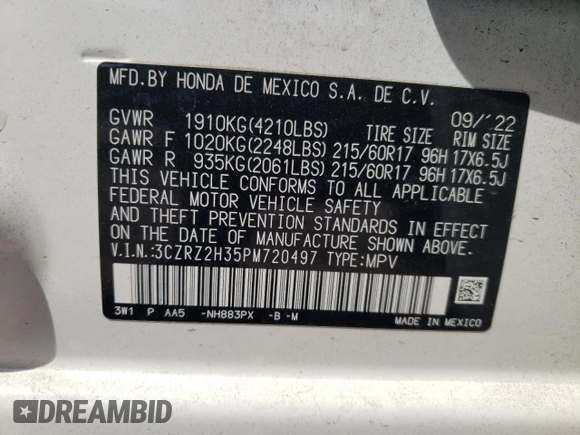 MFD.BY HONDA DE MEXICO S.A. DE C.V.
GVWR 1910KG(4210LBS) TIRE SIZE 09/'22 RIM SIZE
GAWR F 1020KG(2248LBS) 215/60R17 96H 17X6.5J
GAWR R 935KG(2061LBS) 215/60R17 96H 17X6.5J
THIS VEHICLE CONFORMS TO ALL APPLICABLE
FEDERAL MOTOR VEHICLE SAFETY
AND THEFT PREVENTION STANDARDS IN EFFECT ON
THE DATE OF MANUFACTURE SHOWN ABOVE.
V.I.N.:3CZRZ2H35PM720497 TYPE:MPV
3W1 P AA5 -NH883PX -B -M MADE IN MEXICO
DREAMBID